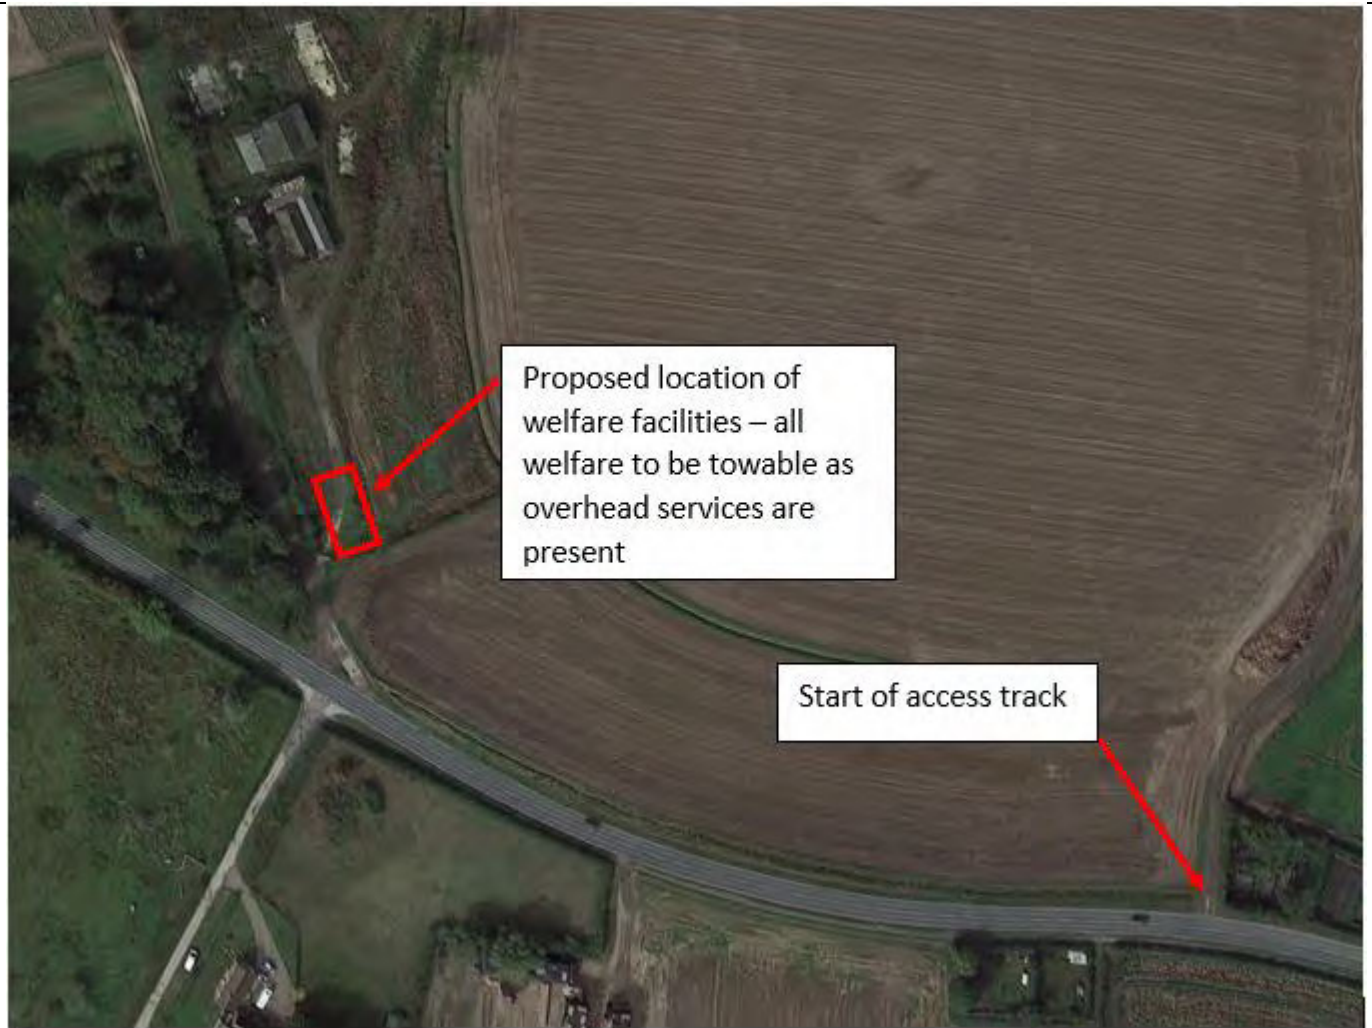 Proposed location of
welfare facilities – all
welfare to be towable as
overhead services are
present
Start of access track